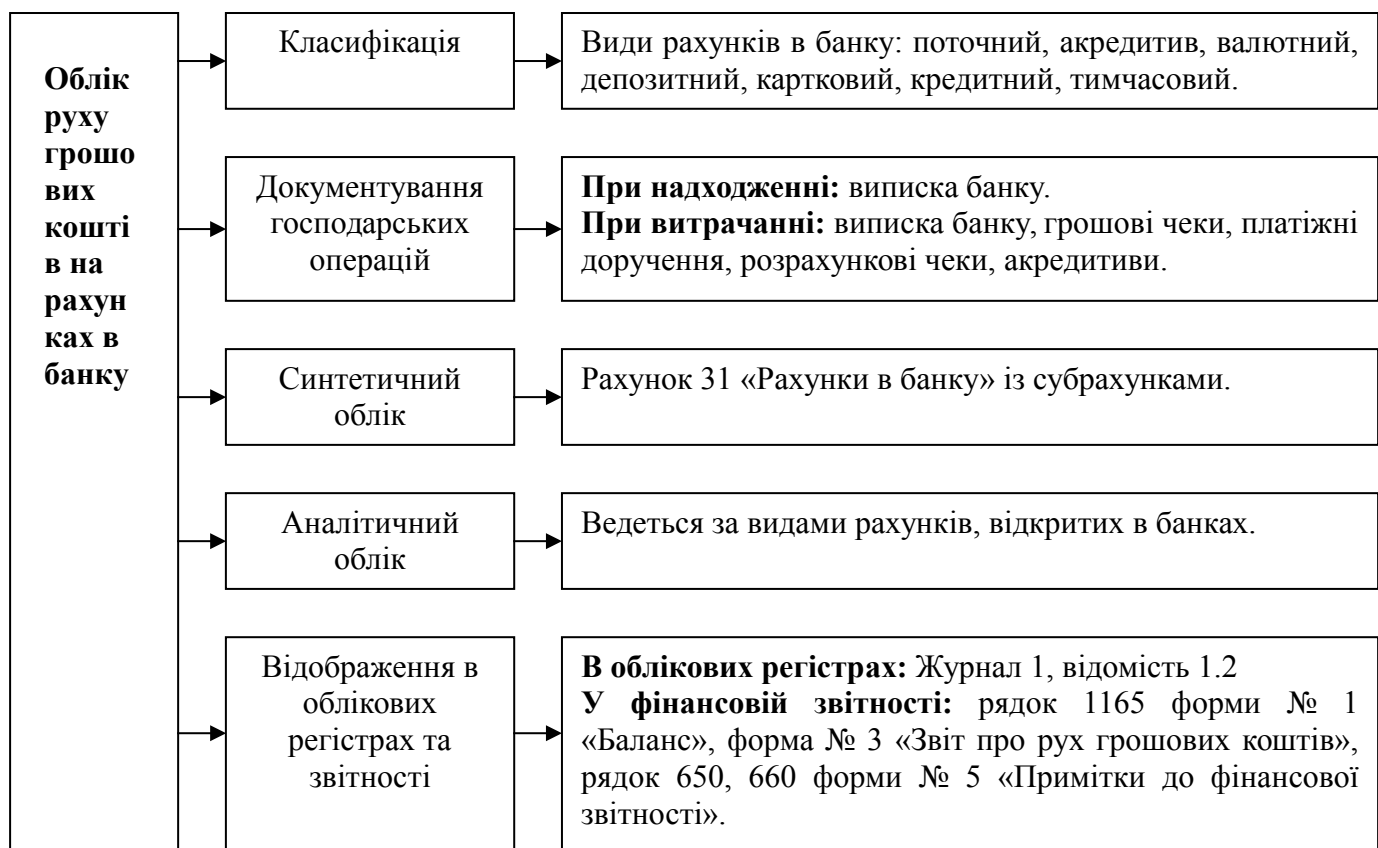 Облік
руху
грошо
вих
кошті
в на
рахун
ках в
банку
Класифікація
Види рахунків в банку: поточний, акредитив, валютний,
депозитний, картковий, кредитний, тимчасовий.
Документування
господарських
операцій
При надходженні: виписка банку.
При витрачанні: виписка банку, грошові чеки, платіжні
доручення, розрахункові чеки, акредитиви.
Синтетичний
облік
Рахунок 31 «Рахунки в банку» із субрахунками.
Аналітичний
облік
Ведеться за видами рахунків, відкритих в банках.
Відображення в
облікових
регістрах та
звітності
В облікових регістрах: Журнал 1, відомість 1.2
У фінансовій звітності: рядок 1165 форми № 1
«Баланс», форма № 3 «Звіт про рух грошових коштів»,
рядок 650, 660 форми № 5 «Примітки до фінансової
звітності».